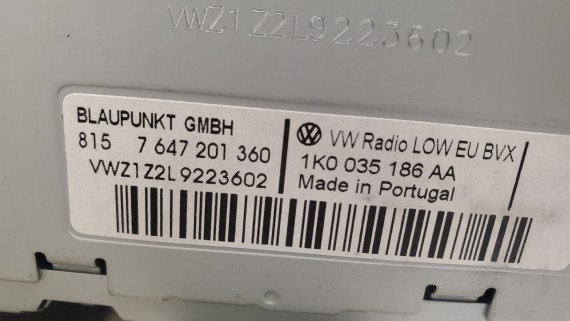 VWZ1Z2L9223602
BLAUPUNKT GMBH
815 7 647 201 360
VWZ1Z2L9223602
VW Radio LOW EU BVX
1K0 035 186 AA
Made in Portugal